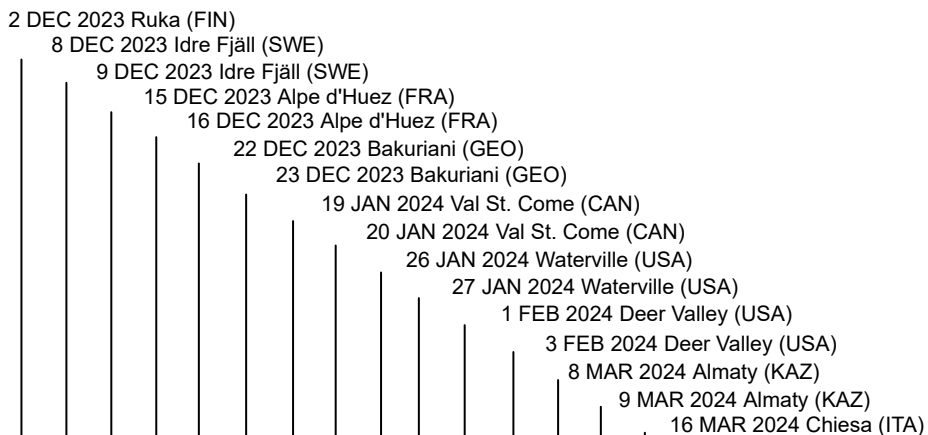 2 DEC 2023 Ruka (FIN)
8 DEC 2023 Idre Fjäll (SWE)
9 DEC 2023 Idre Fjäll (SWE)
15 DEC 2023 Alpe d'Huez (FRA)
16 DEC 2023 Alpe d'Huez (FRA)
22 DEC 2023 Bakuriani (GEO)
23 DEC 2023 Bakuriani (GEO)
19 JAN 2024 Val St. Come (CAN)
20 JAN 2024 Val St. Come (CAN)
26 JAN 2024 Waterville (USA)
27 JAN 2024 Waterville (USA)
1 FEB 2024 Deer Valley (USA)
3 FEB 2024 Deer Valley (USA)
8 MAR 2024 Almaty (KAZ)
9 MAR 2024 Almaty (KAZ)
16 MAR 2024 Chiesa (ITA)